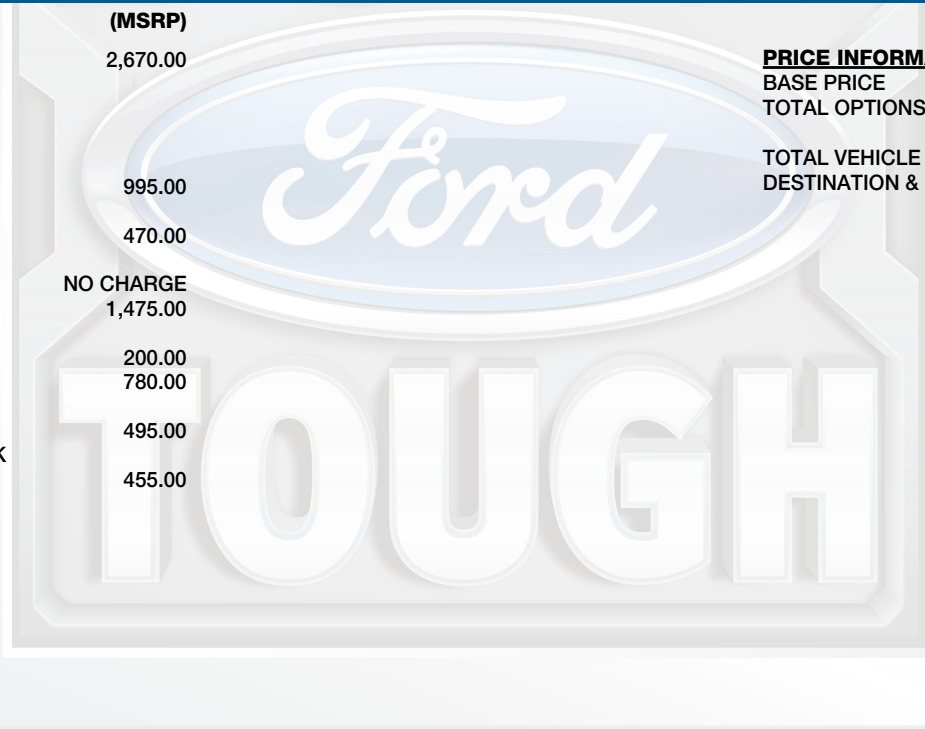 (MSRP)
2,670.00
995.00
470.00
NO CHARGE
1,475.00
200.00
780.00
495.00
K
455.00
PRICE INFORMA
BASE PRICE
TOTAL OPTIONS
TOTAL VEHICLE
DESTINATION &
Ford
TOUGH